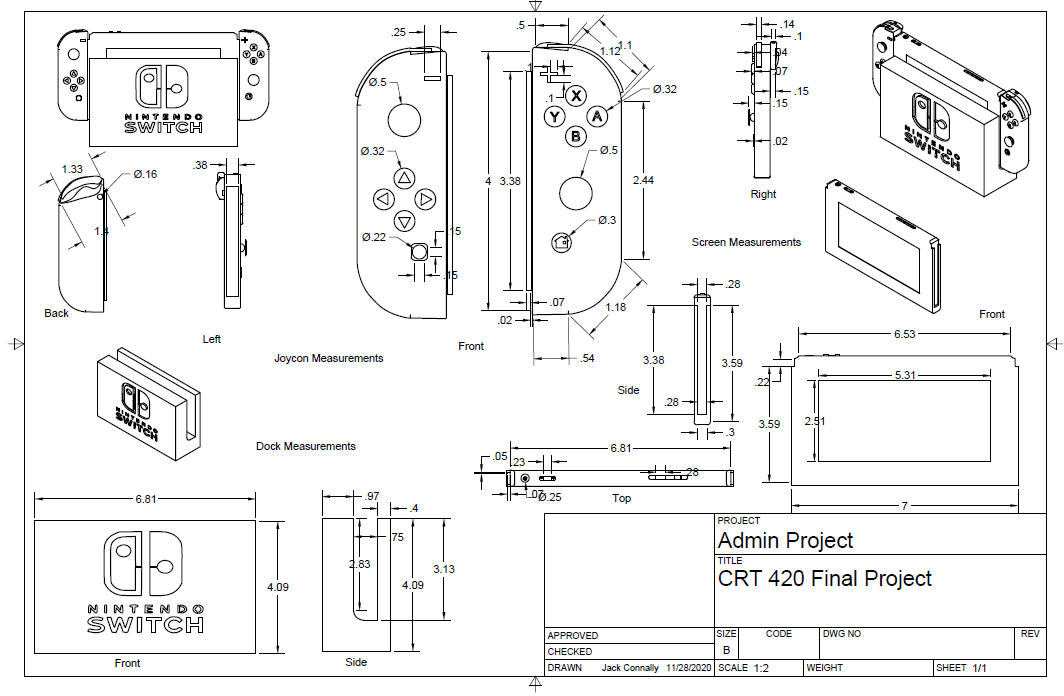 NINTENDO
SWITCH
.25
.5
1.12
1.1
.14
.1
.04
.07
.15
.15
.02
Right
Ø.5
Ø.32
Ø.22
.15
.15
.1
.1
X
Y
A
B
Ø.32
Ø.5
Ø.3
4
3.38
2.44
.07
.02
1.18
.54
Front
Joycon Measurements
X
Y
A
B
NINTENDO
SWITCH
1.33
Ø.16
1.4
Back
.38
Left
Screen Measurements
Front
NINTENDO
SWITCH
Dock Measurements
.28
3.38
3.59
.28
.3
Side
6.53
5.31
.22
3.59
2.51
7
6.81
.05
.23
.28
.07
Ø.25
Top
6.81
4.09
NINTENDO
SWITCH
Front
.97
.4
.75
2.83
4.09
3.13
Side
PROJECT
Admin Project
TITLE
CRT 420 Final Project
APPROVED
CHECKED
DRAWN Jack Connally 11/28/2020
SIZE
B
CODE
DWG NO
REV
SCALE 1:2
WEIGHT
SHEET 1/1